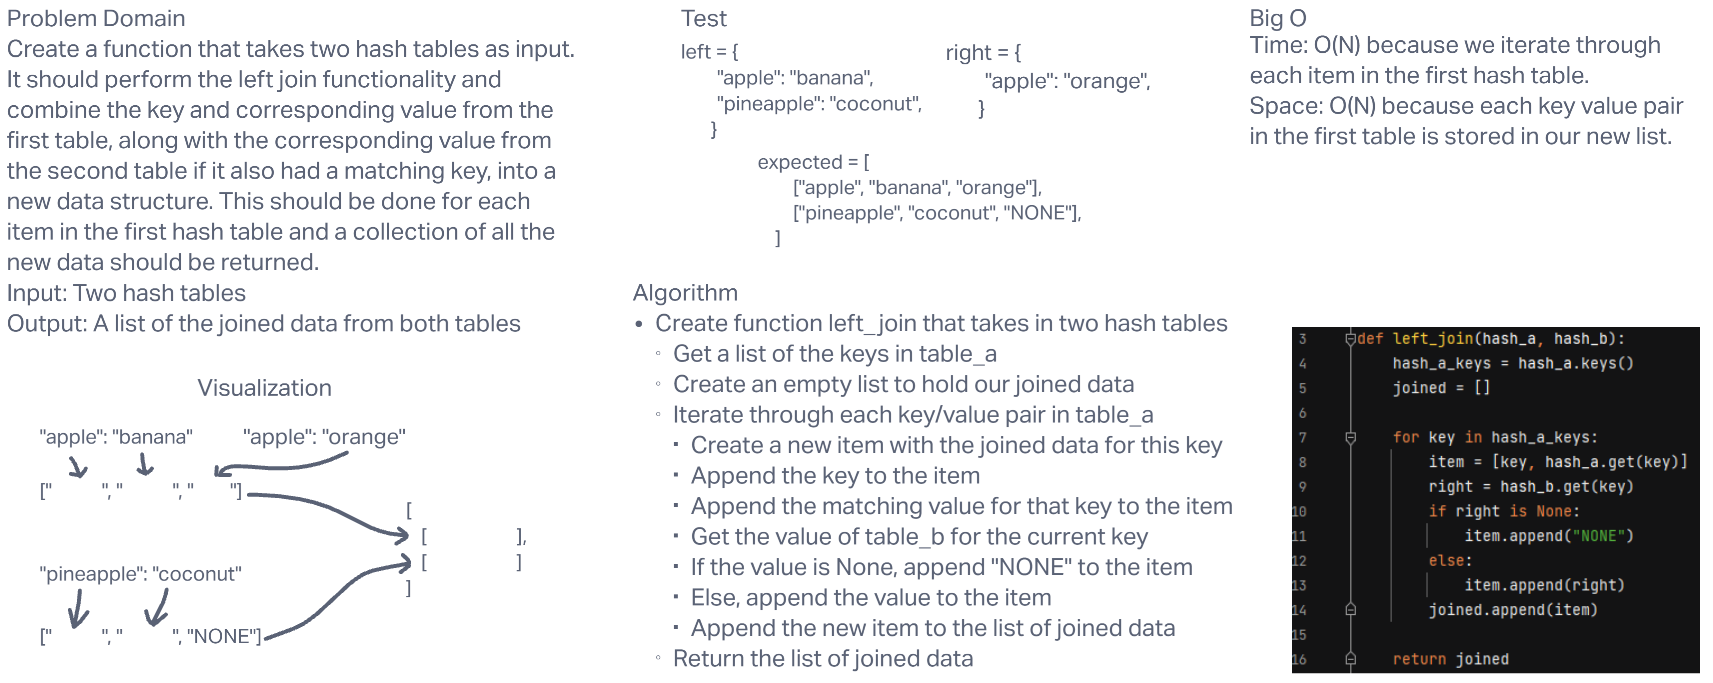 Problem Domain
Create a function that takes two hash tables as input.
It should perform the left join functionality and
combine the key and corresponding value from the
first table, along with the corresponding value from
the second table if it also had a matching key, into a
new data structure. This should be done for each
item in the first hash table and a collection of all the
new data should be returned.
Input: Two hash tables
Output: A list of the joined data from both tables
Visualization
"apple": "banana"
"apple": "orange"
[" ", " ", " "]
"pineapple": "coconut"
[" ", " ", "NONE"]
[
[ ],
[ ]
]
Test
left = {
"apple": "banana",
"pineapple": "coconut",
}
right = {
"apple": "orange",
}
expected = [
["apple", "banana", "orange"],
["pineapple", "coconut", "NONE"],
]
Algorithm
• Create function left_join that takes in two hash tables
◦ Get a list of the keys in table_a
◦ Create an empty list to hold our joined data
◦ Iterate through each key/value pair in table_a
▪ Create a new item with the joined data for this key
▪ Append the key to the item
▪ Append the matching value for that key to the item
▪ Get the value of table_b for the current key
▪ If the value is None, append "NONE" to the item
▪ Else, append the value to the item
▪ Append the new item to the list of joined data
◦ Return the list of joined data
Big O
Time: O(N) because we iterate through
each item in the first hash table.
Space: O(N) because each key value pair
in the first table is stored in our new list.
3 def left_join(hash_a, hash_b):
4 hash_a_keys = hash_a.keys()
5 joined = []
6
7 for key in hash_a_keys:
8 item = [key, hash_a.get(key)]
9 right = hash_b.get(key)
10 if right is None:
11 item.append("NONE")
12 else:
13 item.append(right)
14 joined.append(item)
15
16 return joined